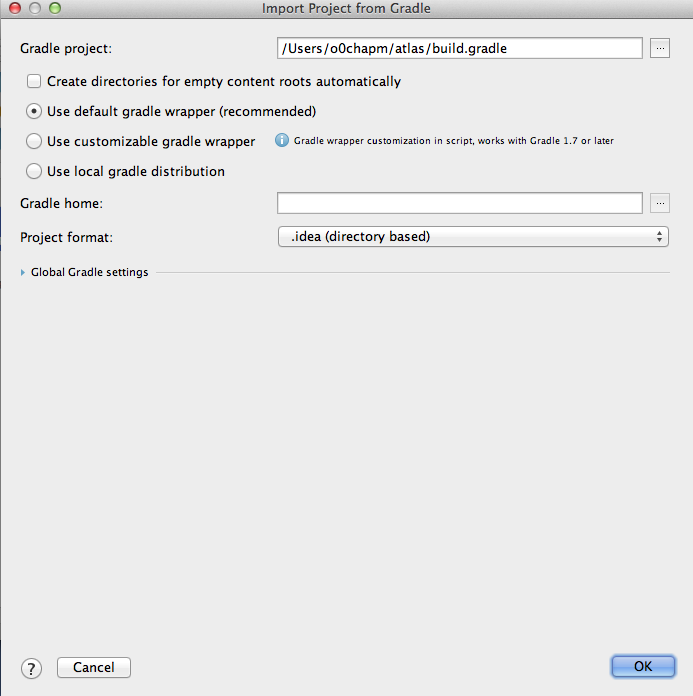 Import Project from Gradle
Gradle project: /Users/o0chapm/atlas/build.gradle ...
Create directories for empty content roots automatically
Use default gradle wrapper (recommended)
Use customizable gradle wrapper i Gradle wrapper customization in script, works with Gradle 1.7 or later
Use local gradle distribution
Gradle home: ...
Project format: .idea (directory based)
Global Gradle settings
? Cancel OK